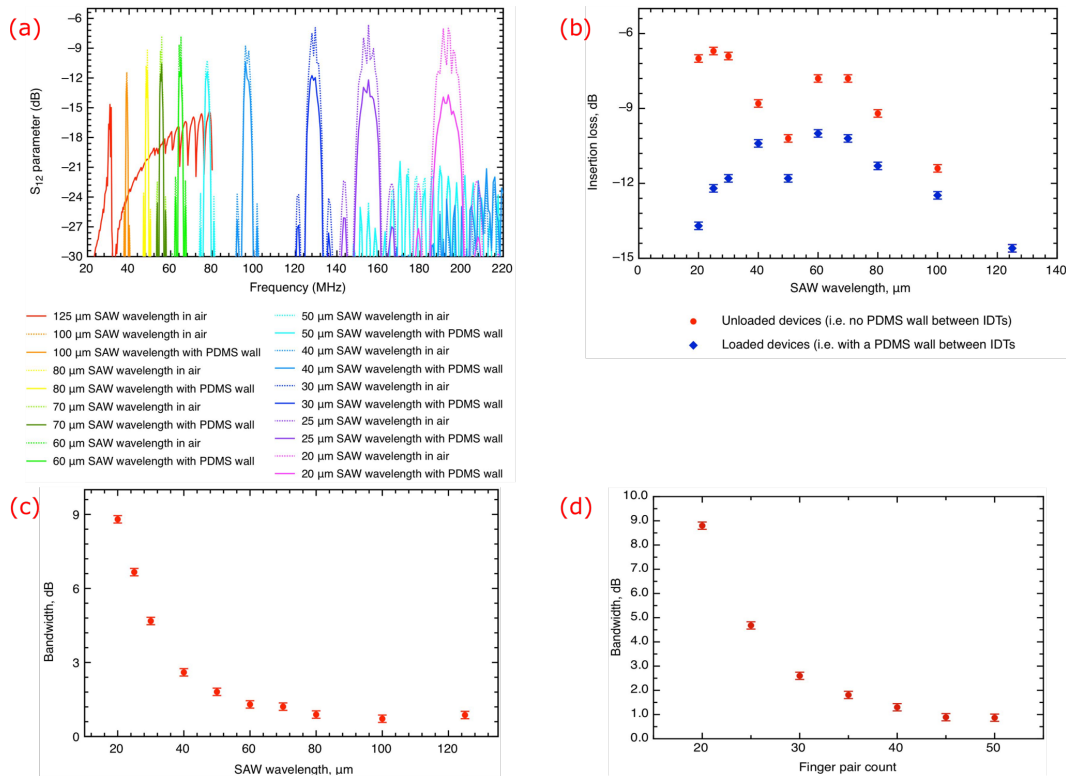 (a)
S12 parameter (dB)
−6
−9
−12
−15
−18
−21
−24
−27
−30
20 40 60 80 100 120 140 160 180 200 220
Frequency (MHz)
125 µm SAW wavelength in air
100 µm SAW wavelength in air
100 µm SAW wavelength with PDMS wall
80 µm SAW wavelength in air
80 µm SAW wavelength with PDMS wall
70 µm SAW wavelength in air
70 µm SAW wavelength with PDMS wall
60 µm SAW wavelength in air
60 µm SAW wavelength with PDMS wall
50 µm SAW wavelength in air
50 µm SAW wavelength with PDMS wall
40 µm SAW wavelength in air
40 µm SAW wavelength with PDMS wall
30 µm SAW wavelength in air
30 µm SAW wavelength with PDMS wall
25 µm SAW wavelength in air
25 µm SAW wavelength with PDMS wall
20 µm SAW wavelength in air
20 µm SAW wavelength with PDMS wall
(b)
Insertion loss, dB
−6
−9
−12
−15
0 20 40 60 80 100 120 140
SAW wavelength, µm
Unloaded devices (i.e. no PDMS wall between IDTs)
Loaded devices (i.e. with a PDMS wall between IDTs
(c)
Bandwidth, dB
9
6
3
0
20 40 60 80 100 120
SAW wavelength, µm
(d)
Bandwidth, dB
10.0
9.0
8.0
7.0
6.0
5.0
4.0
3.0
2.0
1.0
0.0
20 30 40 50
Finger pair count